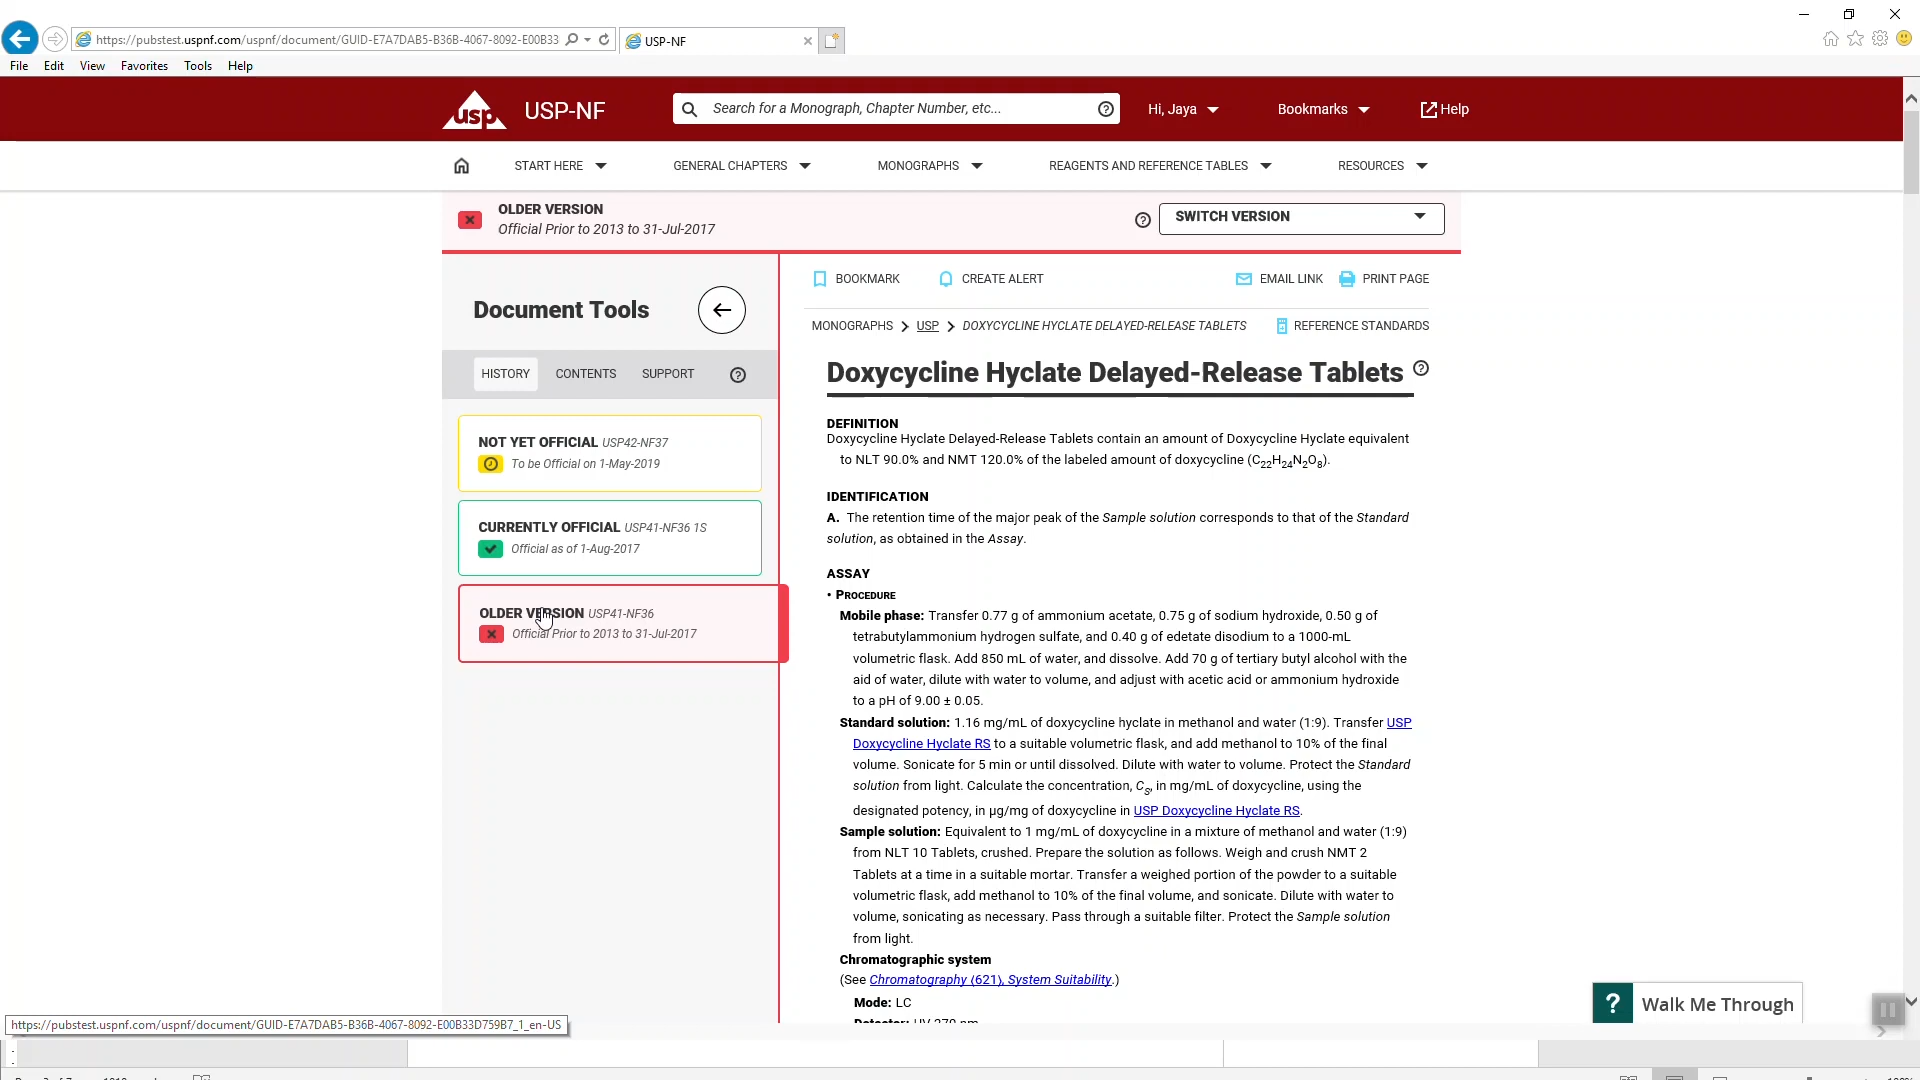 https://pubstest.uspnf.com/uspnf/document/GUID-E7A7DAB5-B36B-4067-8092-E00B33
USP-NF
File Edit View Favorites Tools Help
usp USP-NF
Search for a Monograph, Chapter Number, etc...
Hi, Jaya
Bookmarks
Help
START HERE
GENERAL CHAPTERS
MONOGRAPHS
REAGENTS AND REFERENCE TABLES
RESOURCES
OLDER VERSION
Official Prior to 2013 to 31-Jul-2017
SWITCH VERSION
Document Tools
HISTORY CONTENTS SUPPORT
NOT YET OFFICIAL USP42-NF37
To be Official on 1-May-2019
CURRENTLY OFFICIAL USP41-NF36 1S
Official as of 1-Aug-2017
OLDER VERSION USP41-NF36
Official Prior to 2013 to 31-Jul-2017
BOOKMARK CREATE ALERT EMAIL LINK PRINT PAGE
MONOGRAPHS > USP > DOXYCYCLINE HYCLATE DELAYED-RELEASE TABLETS REFERENCE STANDARDS
Doxycycline Hyclate Delayed-Release Tablets
DEFINITION
Doxycycline Hyclate Delayed-Release Tablets contain an amount of Doxycycline Hyclate equivalent
to NLT 90.0% and NMT 120.0% of the labeled amount of doxycycline (C22H24N2O8).
IDENTIFICATION
A. The retention time of the major peak of the Sample solution corresponds to that of the Standard
solution, as obtained in the Assay.
ASSAY
• PROCEDURE
Mobile phase: Transfer 0.77 g of ammonium acetate, 0.75 g of sodium hydroxide, 0.50 g of
tetrabutylammonium hydrogen sulfate, and 0.40 g of edetate disodium to a 1000-mL
volumetric flask. Add 850 mL of water, and dissolve. Add 70 g of tertiary butyl alcohol with the
aid of water, dilute with water to volume, and adjust with acetic acid or ammonium hydroxide
to a pH of 9.00 ± 0.05.
Standard solution: 1.16 mg/mL of doxycycline hyclate in methanol and water (1:9). Transfer USP
Doxycycline Hyclate RS to a suitable volumetric flask, and add methanol to 10% of the final
volume. Sonicate for 5 min or until dissolved. Dilute with water to volume. Protect the Standard
solution from light. Calculate the concentration, CS, in mg/mL of doxycycline, using the
designated potency, in µg/mg of doxycycline in USP Doxycycline Hyclate RS.
Sample solution: Equivalent to 1 mg/mL of doxycycline in a mixture of methanol and water (1:9)
from NLT 10 Tablets, crushed. Prepare the solution as follows. Weigh and crush NMT 2
Tablets at a time in a suitable mortar. Transfer a weighed portion of the powder to a suitable
volumetric flask, add methanol to 10% of the final volume, and sonicate. Dilute with water to
volume, sonicating as necessary. Pass through a suitable filter. Protect the Sample solution
from light.
Chromatographic system
(See Chromatography ⟨621⟩, System Suitability.)
Mode: LC
Detector: UV 270 nm
? Walk Me Through
https://pubstest.uspnf.com/uspnf/document/GUID-E7A7DAB5-B36B-4067-8092-E00B33D759B7_1_en-US